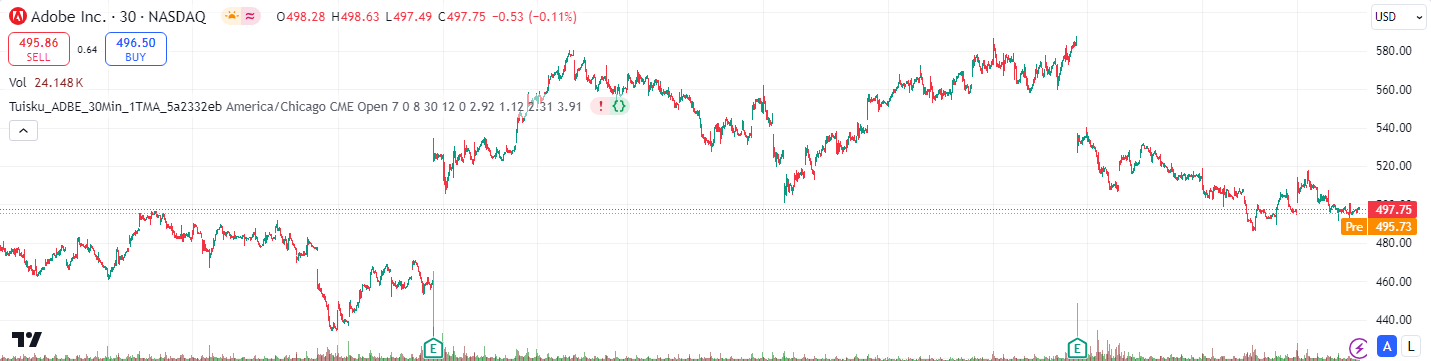 Adobe Inc. · 30 · NASDAQ O498.28 H498.63 L497.49 C497.75 −0.53 (−0.11%)
USD
495.86
SELL
0.64
496.50
BUY
Vol 24.148K
Tuisku_ADBE_30Min_1TMA_5a2332eb America/Chicago CME Open 7 0 8 30 12 0 2.92 1.12 2.31 3.91 ! {}
580.00
560.00
540.00
520.00
497.75
Pre 495.73
480.00
460.00
440.00
E
E
A
L